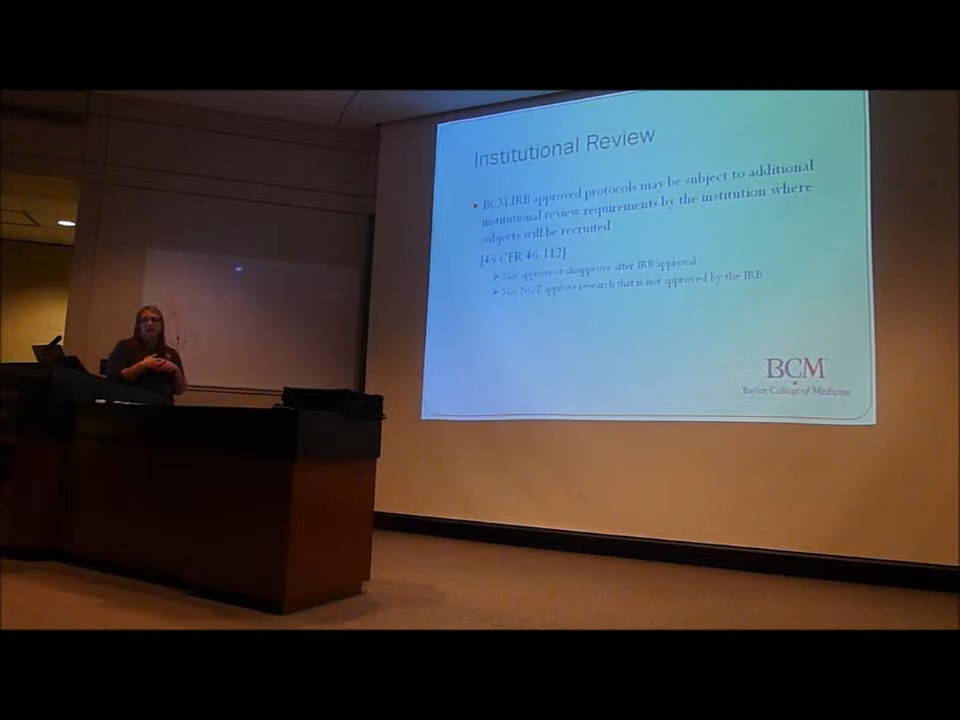 Institutional Review
• BCM IRB approved protocols may be subject to additional
institutional review requirements by the institution where
subjects will be recruited
[45 CFR 46.112]
➤ May approve or disapprove after IRB approval
➤ May NOT approve research that is not approved by the IRB
BCM
Baylor College of Medicine